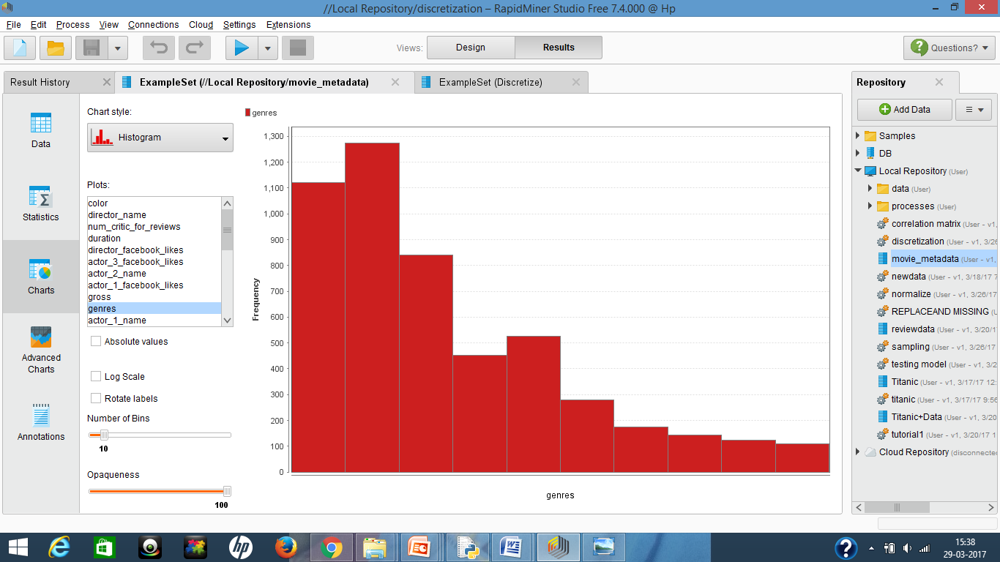 //Local Repository/discretization – RapidMiner Studio Free 7.4.000 @ Hp
File Edit Process View Connections Cloud Settings Extensions
Views: Design Results Questions?
Result History ExampleSet (//Local Repository/movie_metadata) ExampleSet (Discretize) Repository
Data
Statistics
Charts
Advanced
Charts
Annotations
Chart style:
Histogram
Plots:
color
director_name
num_critic_for_reviews
duration
director_facebook_likes
actor_3_facebook_likes
actor_2_name
actor_1_facebook_likes
gross
genres
actor_1_name
Absolute values
Log Scale
Rotate labels
Number of Bins
10
Opaqueness
100
genres
1,300
1,200
1,100
1,000
900
800
700
600
500
400
300
200
100
0
Frequency
genres
Add Data
Samples
DB
Local Repository (User)
data (User)
processes (User)
correlation matrix (User - v1,
discretization (User - v1, 3/26
movie_metadata (User - v1,
newdata (User - v1, 3/18/17 7
normalize (User - v1, 3/26/17
REPLACEAND MISSING (U
reviewdata (User - v1, 3/20/1
sampling (User - v1, 3/26/17
testing model (User - v1, 3/2
Titanic (User - v1, 3/17/17 12:
titanic (User - v1, 3/17/17 9:56
Titanic+Data (User - v1, 3/20
tutorial1 (User - v1, 3/20/17 1
Cloud Repository (disconnected
15:38
29-03-2017